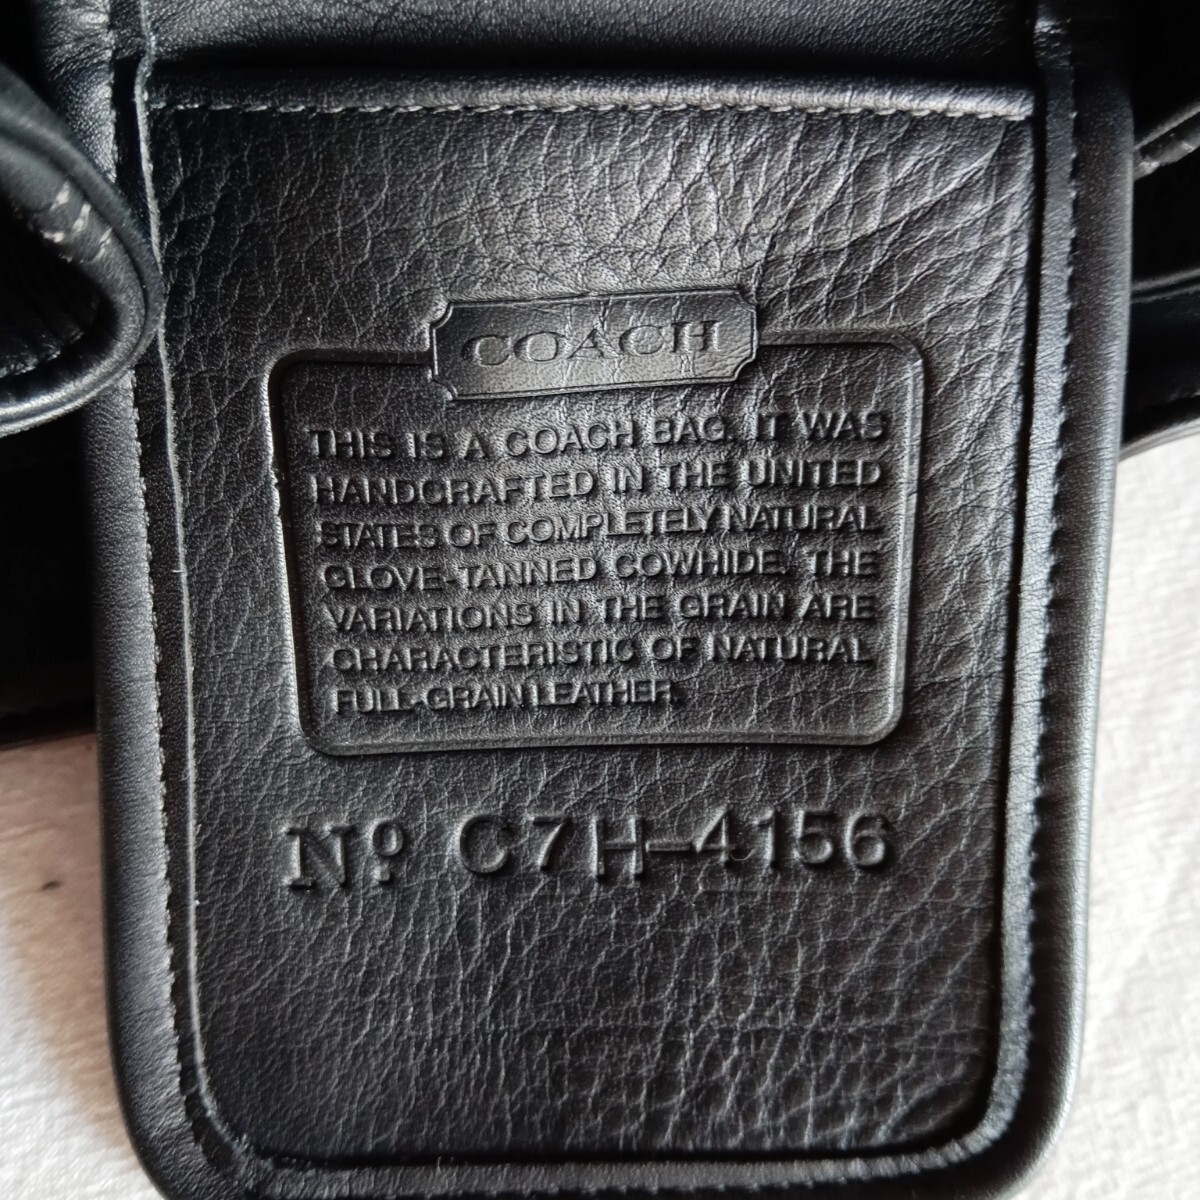 COACH
THIS IS A COACH BAG. IT WAS
HANDCRAFTED IN THE UNITED
STATES OF COMPLETELY NATURAL
GLOVE-TANNED COWHIDE. THE
VARIATIONS IN THE GRAIN ARE
CHARACTERISTIC OF NATURAL
FULL-GRAIN LEATHER.
Nº C7H-4156